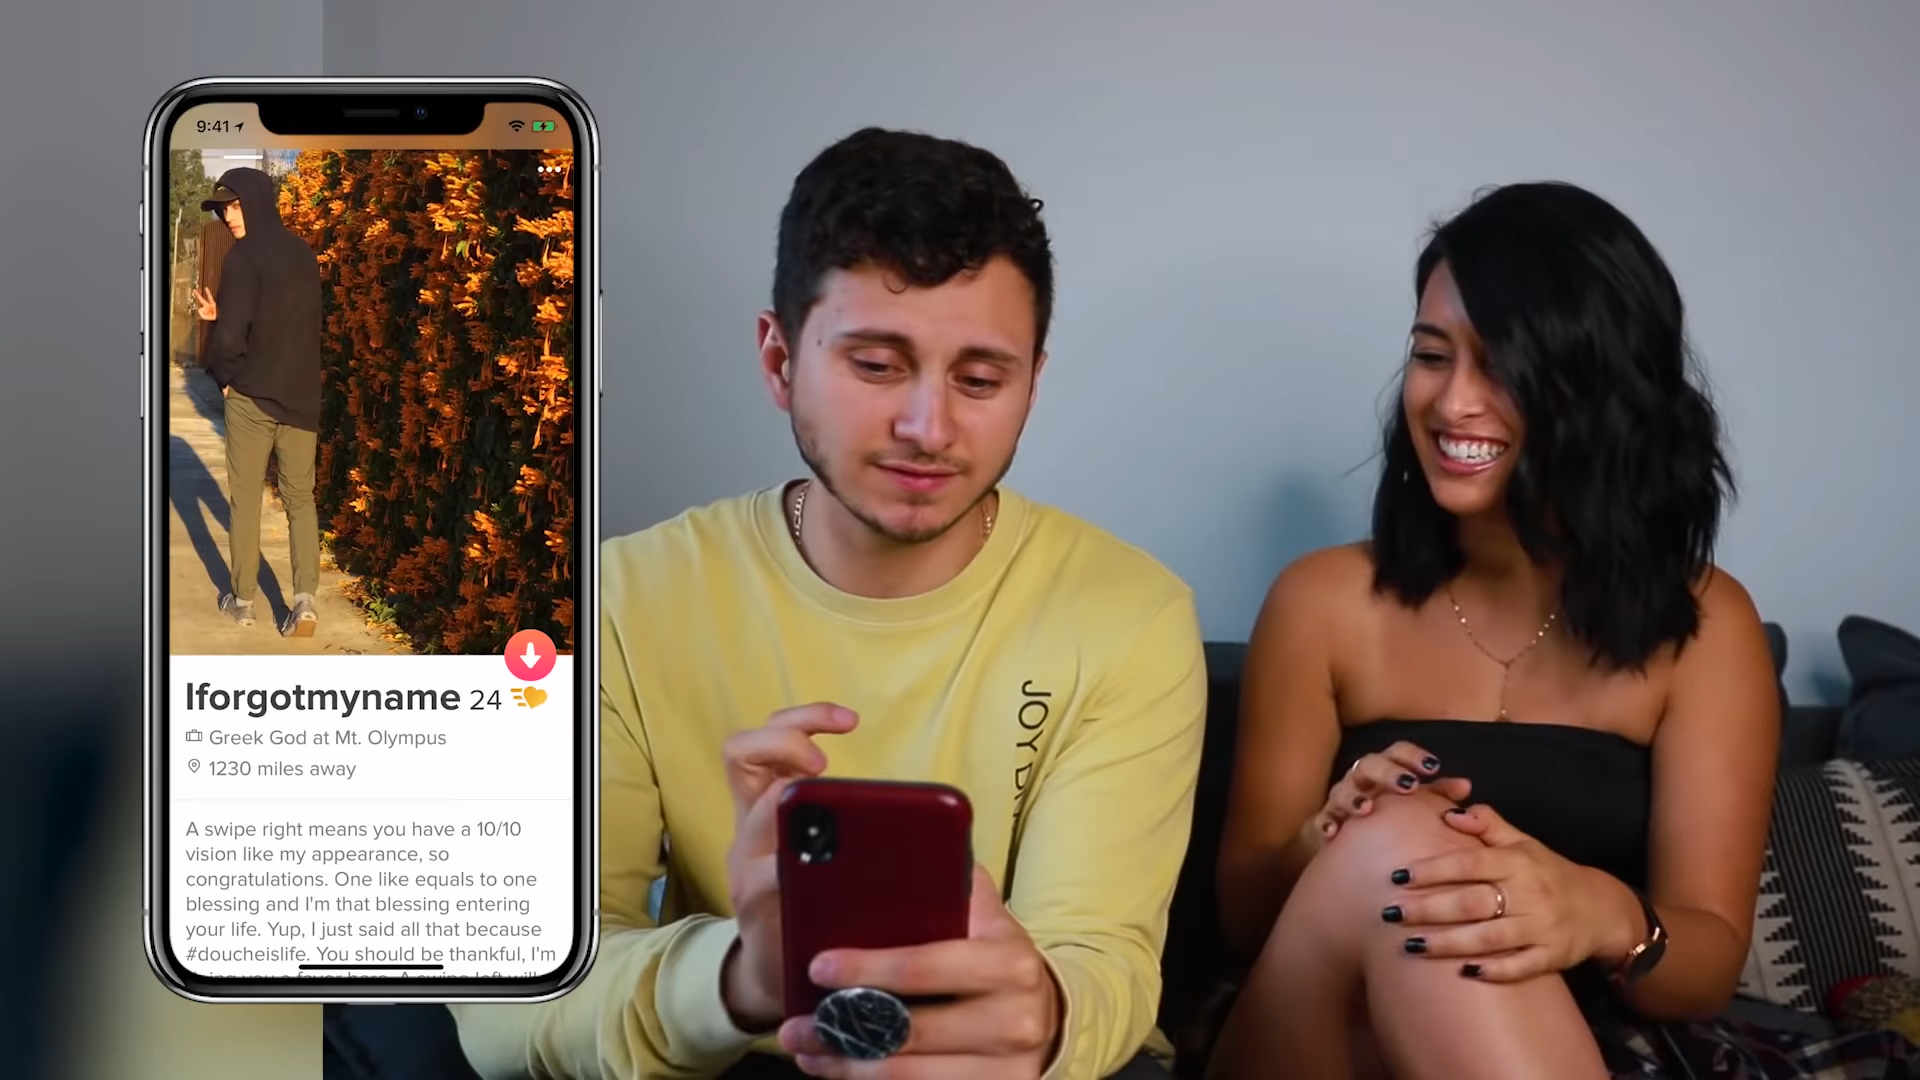 9:41
Iforgotmyname 24
Greek God at Mt. Olympus
1230 miles away
A swipe right means you have a 10/10
vision like my appearance, so
congratulations. One like equals to one
blessing and I'm that blessing entering
your life. Yup, I just said all that because
#doucheislife. You should be thankful, I'm
JOY